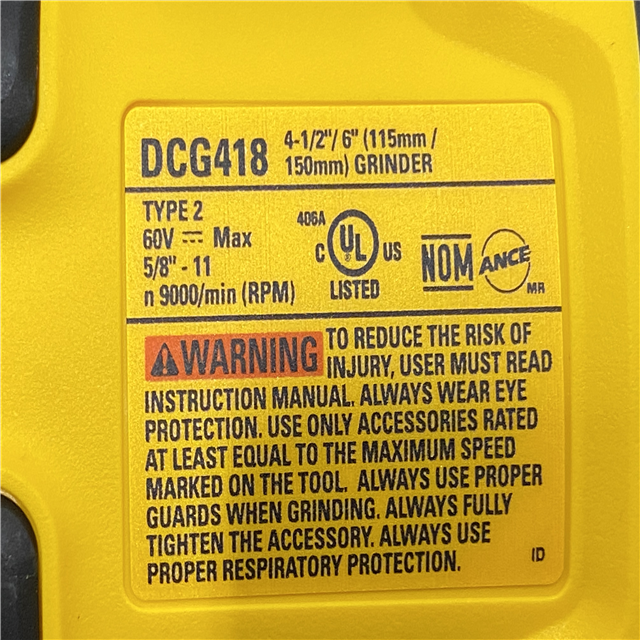 DCG418 4-1/2"/ 6" (115mm /
150mm) GRINDER
TYPE 2
60V ⎓ Max
5/8" - 11
n 9000/min (RPM)
406A
C UL US
LISTED
NOM ANCE
MR
WARNING TO REDUCE THE RISK OF
INJURY, USER MUST READ
INSTRUCTION MANUAL. ALWAYS WEAR EYE
PROTECTION. USE ONLY ACCESSORIES RATED
AT LEAST EQUAL TO THE MAXIMUM SPEED
MARKED ON THE TOOL. ALWAYS USE PROPER
GUARDS WHEN GRINDING. ALWAYS FULLY
TIGHTEN THE ACCESSORY. ALWAYS USE
PROPER RESPIRATORY PROTECTION.
ID